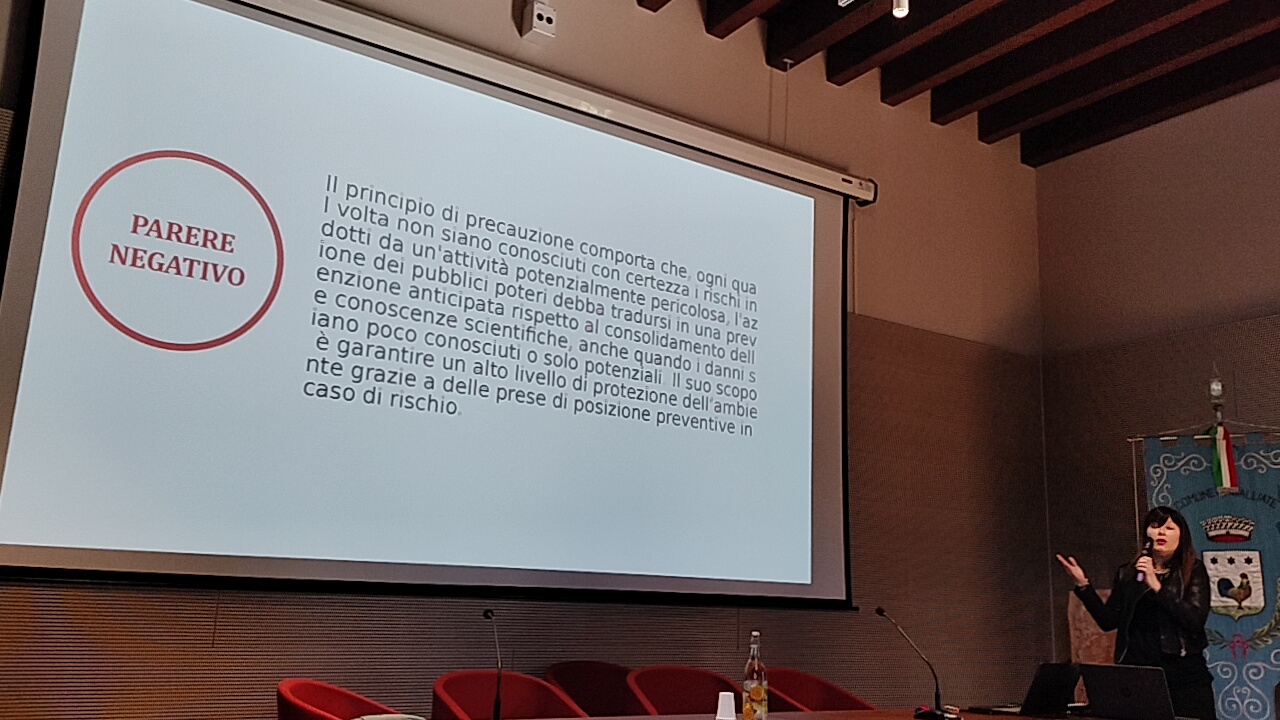 PARERE
NEGATIVO
Il principio di precauzione comporta che, ogni qua
l volta non siano conosciuti con certezza i rischi in
dotti da un'attività potenzialmente pericolosa, l'az
ione dei pubblici poteri debba tradursi in una prev
enzione anticipata rispetto al consolidamento dell
e conoscenze scientifiche, anche quando i danni s
iano poco conosciuti o solo potenziali. Il suo scopo
è garantire un alto livello di protezione dell'ambie
nte grazie a delle prese di posizione preventive in
caso di rischio.
COMUNE